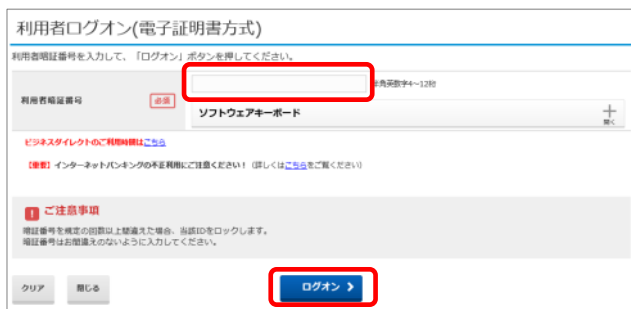 利用者ログオン(電子証明書方式)
利用者暗証番号を入力して、「ログオン」ボタンを押してください。
利用者暗証番号
必須
半角英数字4～12桁
ソフトウェアキーボード
開く
ビジネスダイレクトのご利用時間はこちら
【重要】インターネットバンキングの不正利用にご注意ください！（詳しくはこちらをご覧ください）
ご注意事項
暗証番号を規定の回数以上間違えた場合、当該IDをロックします。
暗証番号はお間違えのないように入力してください。
クリア
閉じる
ログオン